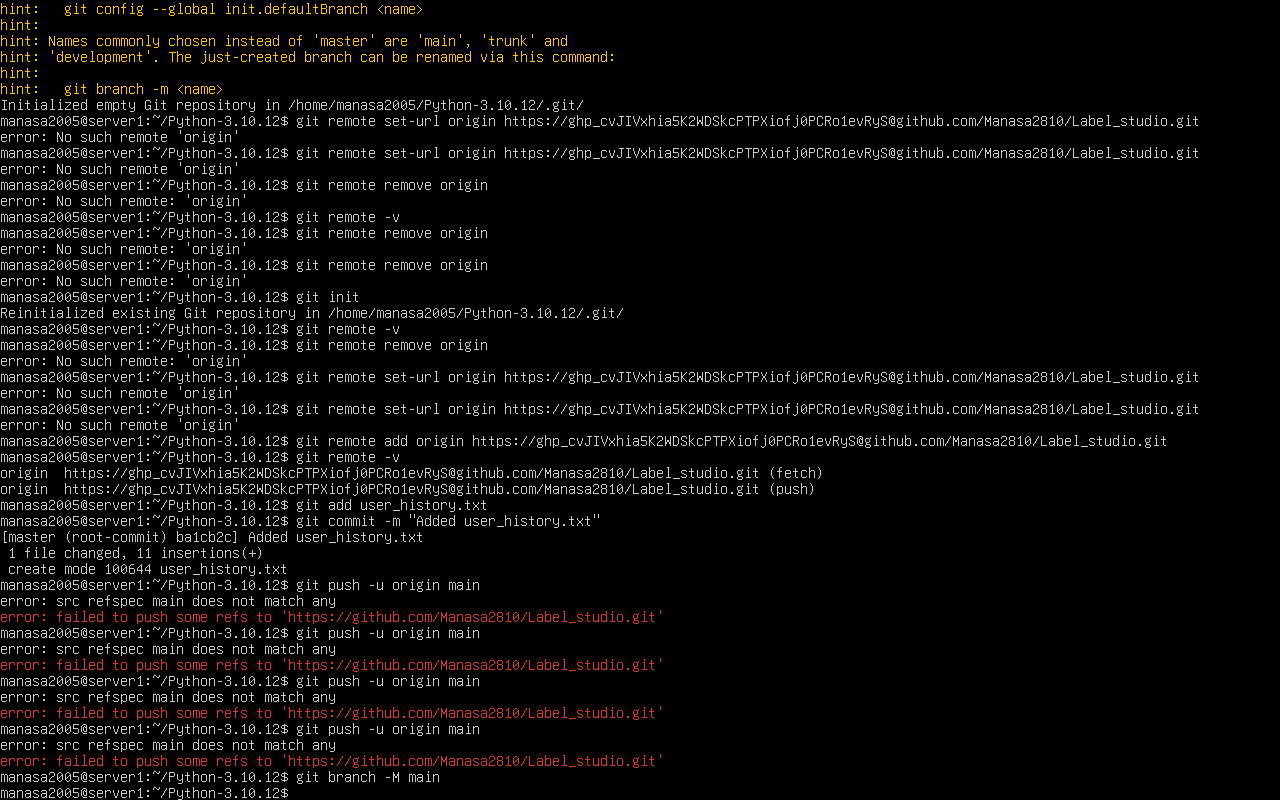 hint:   git config --global init.defaultBranch <name>
hint:
hint: Names commonly chosen instead of 'master' are 'main', 'trunk' and
hint: 'development'. The just-created branch can be renamed via this command:
hint:
hint:   git branch -m <name>
Initialized empty Git repository in /home/manasa2005/Python-3.10.12/.git/
manasa2005@server1:~/Python-3.10.12$ git remote set-url origin https://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@github.com/Manasa2810/Label_studio.git
error: No such remote 'origin'
manasa2005@server1:~/Python-3.10.12$ git remote set-url origin https://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@github.com/Manasa2810/Label_studio.git
error: No such remote 'origin'
manasa2005@server1:~/Python-3.10.12$ git remote remove origin
error: No such remote: 'origin'
manasa2005@server1:~/Python-3.10.12$ git remote -v
manasa2005@server1:~/Python-3.10.12$ git remote remove origin
error: No such remote: 'origin'
manasa2005@server1:~/Python-3.10.12$ git remote remove origin
error: No such remote: 'origin'
manasa2005@server1:~/Python-3.10.12$ git init
Reinitialized existing Git repository in /home/manasa2005/Python-3.10.12/.git/
manasa2005@server1:~/Python-3.10.12$ git remote -v
manasa2005@server1:~/Python-3.10.12$ git remote remove origin
error: No such remote: 'origin'
manasa2005@server1:~/Python-3.10.12$ git remote set-url origin https://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@github.com/Manasa2810/Label_studio.git
error: No such remote 'origin'
manasa2005@server1:~/Python-3.10.12$ git remote set-url origin https://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@github.com/Manasa2810/Label_studio.git
error: No such remote 'origin'
manasa2005@server1:~/Python-3.10.12$ git remote add origin https://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@github.com/Manasa2810/Label_studio.git
manasa2005@server1:~/Python-3.10.12$ git remote -v
origin  https://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@github.com/Manasa2810/Label_studio.git (fetch)
origin  https://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@github.com/Manasa2810/Label_studio.git (push)
manasa2005@server1:~/Python-3.10.12$ git add user_history.txt
manasa2005@server1:~/Python-3.10.12$ git commit -m "Added user_history.txt"
[master (root-commit) ba1cb2c] Added user_history.txt
 1 file changed, 11 insertions(+)
 create mode 100644 user_history.txt
manasa2005@server1:~/Python-3.10.12$ git push -u origin main
error: src refspec main does not match any
error: failed to push some refs to 'https://github.com/Manasa2810/Label_studio.git'
manasa2005@server1:~/Python-3.10.12$ git push -u origin main
error: src refspec main does not match any
error: failed to push some refs to 'https://github.com/Manasa2810/Label_studio.git'
manasa2005@server1:~/Python-3.10.12$ git push -u origin main
error: src refspec main does not match any
error: failed to push some refs to 'https://github.com/Manasa2810/Label_studio.git'
manasa2005@server1:~/Python-3.10.12$ git push -u origin main
error: src refspec main does not match any
error: failed to push some refs to 'https://github.com/Manasa2810/Label_studio.git'
manasa2005@server1:~/Python-3.10.12$ git branch -M main
manasa2005@server1:~/Python-3.10.12$